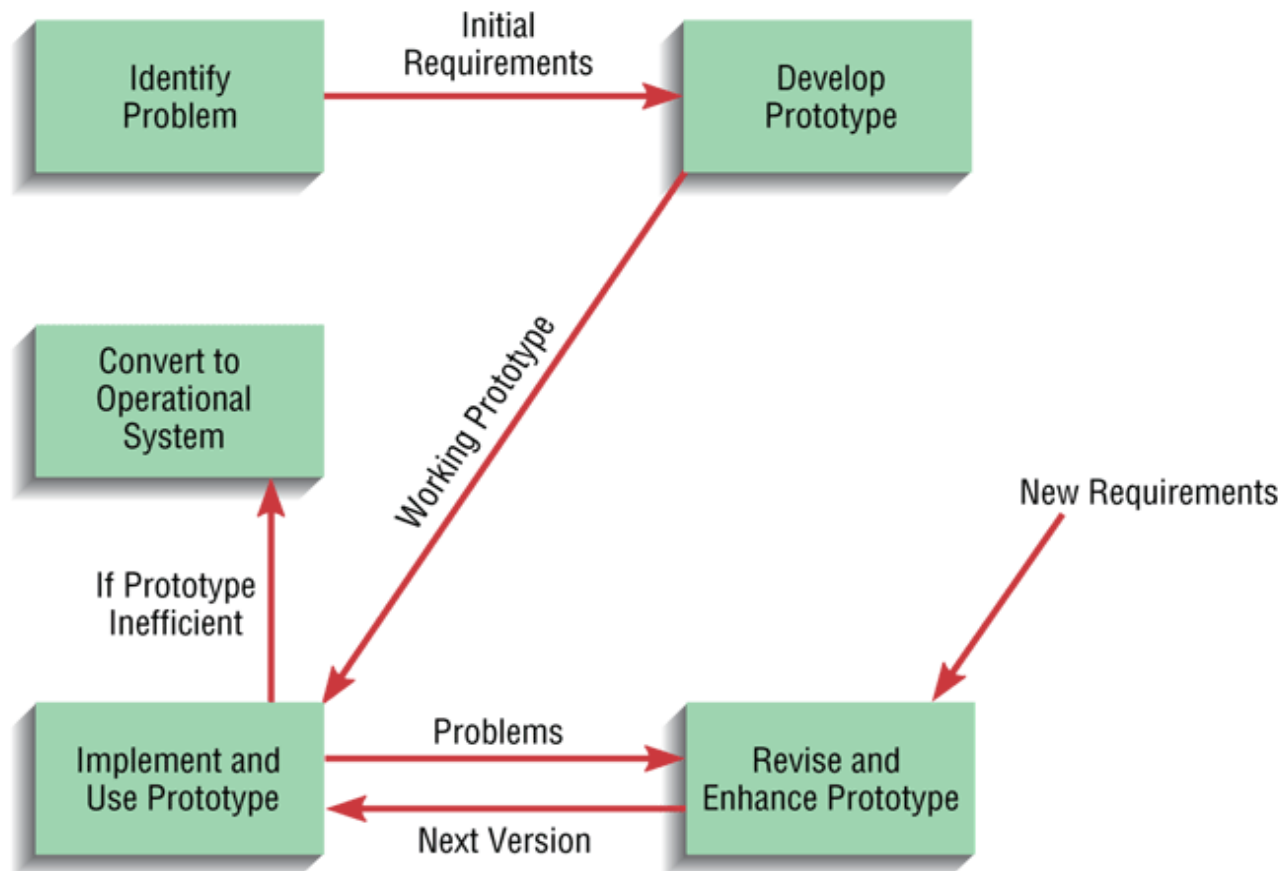 Initial
Requirements
Identify
Problem
Develop
Prototype
Convert to
Operational
System
Working Prototype
New Requirements
If Prototype
Inefficient
Implement and
Use Prototype
Problems
Next Version
Revise and
Enhance Prototype